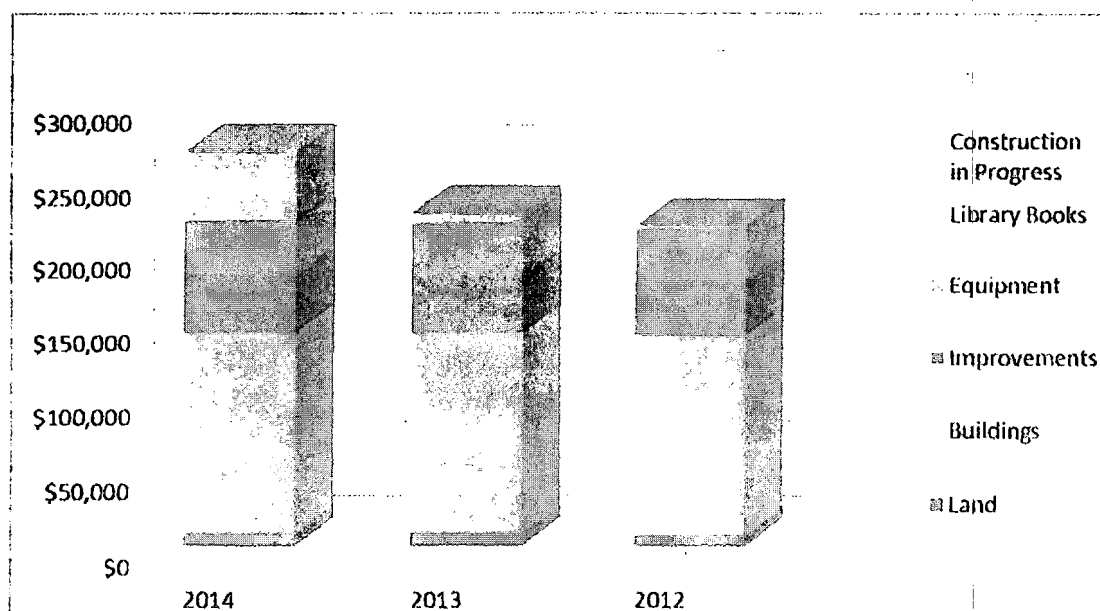 $300,000
$250,000
$200,000
$150,000
$100,000
$50,000
$0
2014
2013
2012
Construction
in Progress
Library Books
Equipment
Improvements
Buildings
Land